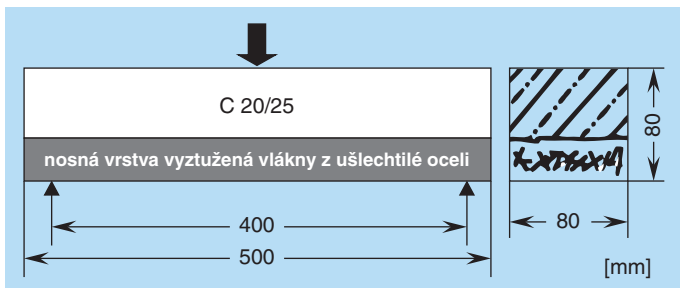 C 20/25
nosná vrstva vyztužená vlákny z ušlechtilé oceli
80
400
80
500
[mm]